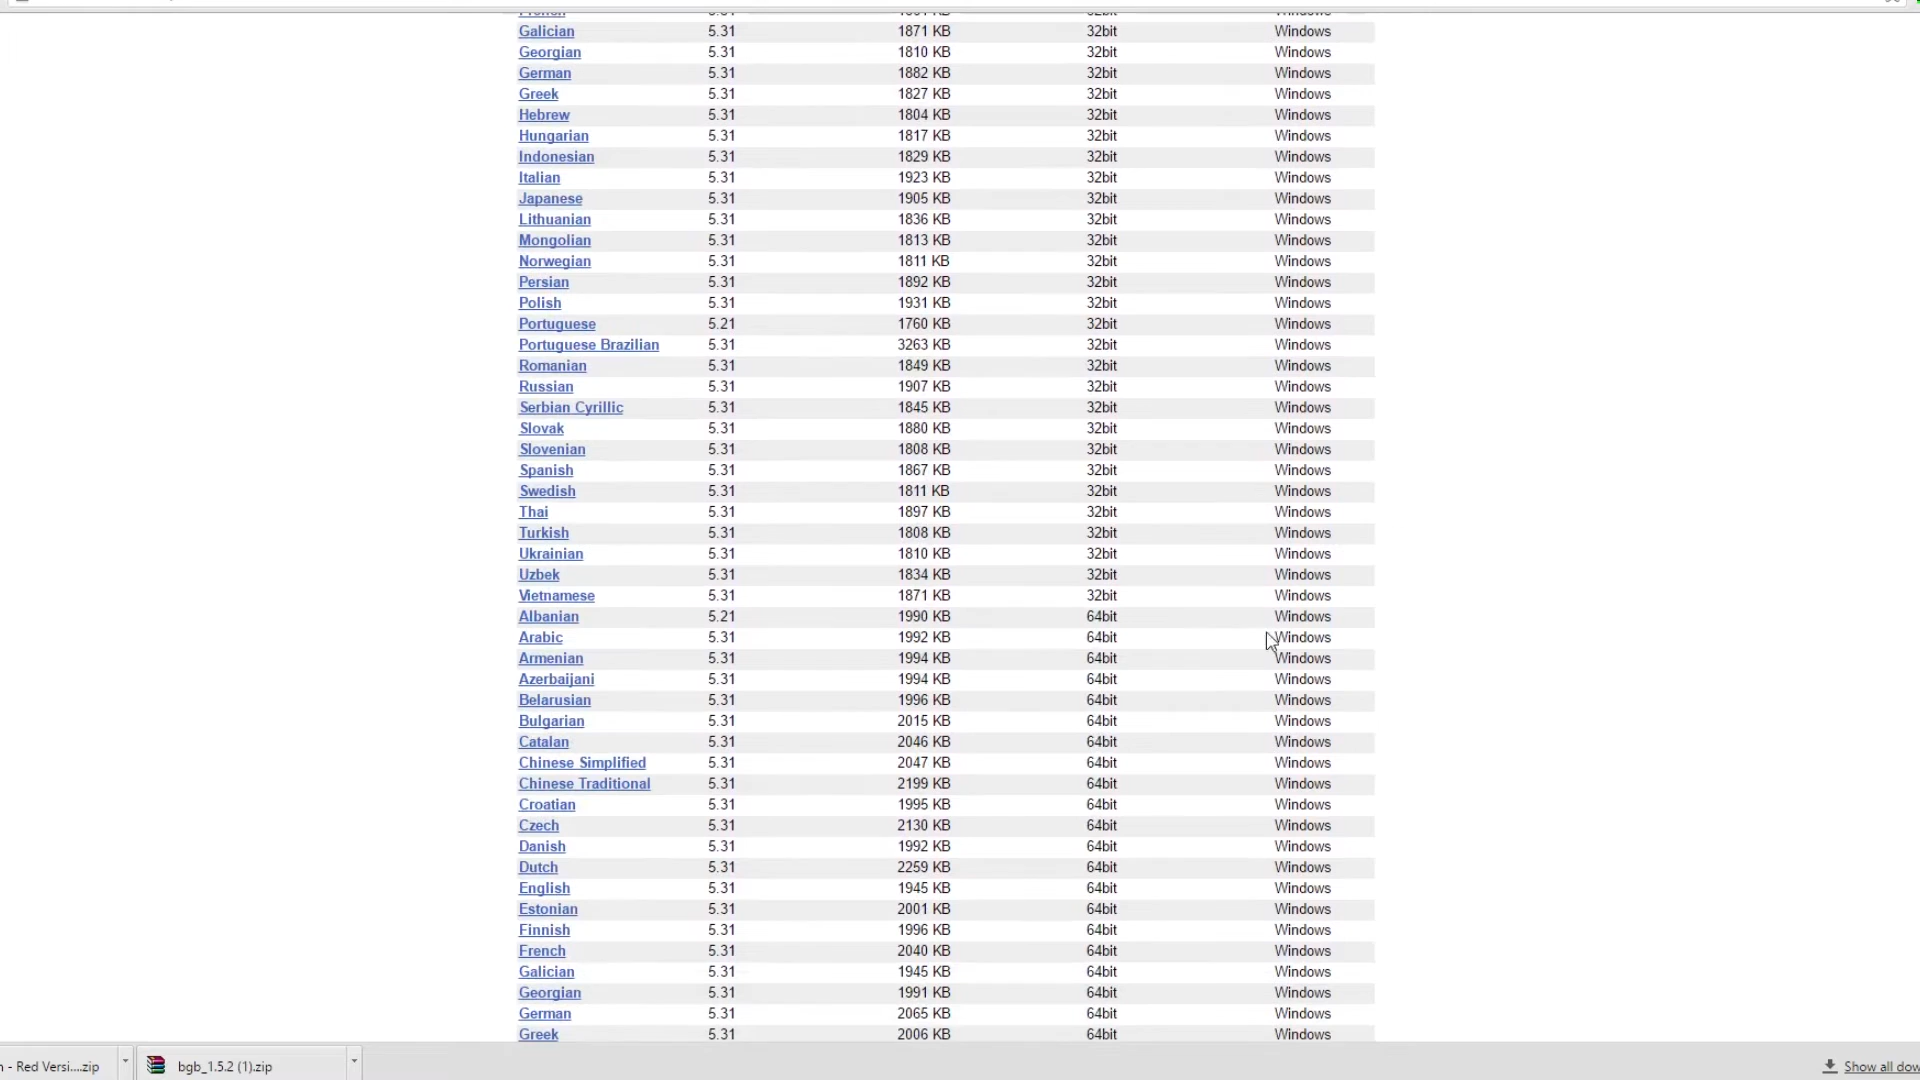 Galician 5.31 1871 KB 32bit Windows
Georgian 5.31 1810 KB 32bit Windows
German 5.31 1882 KB 32bit Windows
Greek 5.31 1827 KB 32bit Windows
Hebrew 5.31 1804 KB 32bit Windows
Hungarian 5.31 1817 KB 32bit Windows
Indonesian 5.31 1829 KB 32bit Windows
Italian 5.31 1923 KB 32bit Windows
Japanese 5.31 1905 KB 32bit Windows
Lithuanian 5.31 1836 KB 32bit Windows
Mongolian 5.31 1813 KB 32bit Windows
Norwegian 5.31 1811 KB 32bit Windows
Persian 5.31 1892 KB 32bit Windows
Polish 5.31 1931 KB 32bit Windows
Portuguese 5.21 1760 KB 32bit Windows
Portuguese Brazilian 5.31 3263 KB 32bit Windows
Romanian 5.31 1849 KB 32bit Windows
Russian 5.31 1907 KB 32bit Windows
Serbian Cyrillic 5.31 1845 KB 32bit Windows
Slovak 5.31 1880 KB 32bit Windows
Slovenian 5.31 1808 KB 32bit Windows
Spanish 5.31 1867 KB 32bit Windows
Swedish 5.31 1811 KB 32bit Windows
Thai 5.31 1897 KB 32bit Windows
Turkish 5.31 1808 KB 32bit Windows
Ukrainian 5.31 1810 KB 32bit Windows
Uzbek 5.31 1834 KB 32bit Windows
Vietnamese 5.31 1871 KB 32bit Windows
Albanian 5.21 1990 KB 64bit Windows
Arabic 5.31 1992 KB 64bit Windows
Armenian 5.31 1994 KB 64bit Windows
Azerbaijani 5.31 1994 KB 64bit Windows
Belarusian 5.31 1996 KB 64bit Windows
Bulgarian 5.31 2015 KB 64bit Windows
Catalan 5.31 2046 KB 64bit Windows
Chinese Simplified 5.31 2047 KB 64bit Windows
Chinese Traditional 5.31 2199 KB 64bit Windows
Croatian 5.31 1995 KB 64bit Windows
Czech 5.31 2130 KB 64bit Windows
Danish 5.31 1992 KB 64bit Windows
Dutch 5.31 2259 KB 64bit Windows
English 5.31 1945 KB 64bit Windows
Estonian 5.31 2001 KB 64bit Windows
Finnish 5.31 1996 KB 64bit Windows
French 5.31 2040 KB 64bit Windows
Galician 5.31 1945 KB 64bit Windows
Georgian 5.31 1991 KB 64bit Windows
German 5.31 2065 KB 64bit Windows
Greek 5.31 2006 KB 64bit Windows
n - Red Versi....zip bgb_1.5.2 (1).zip Show all dow